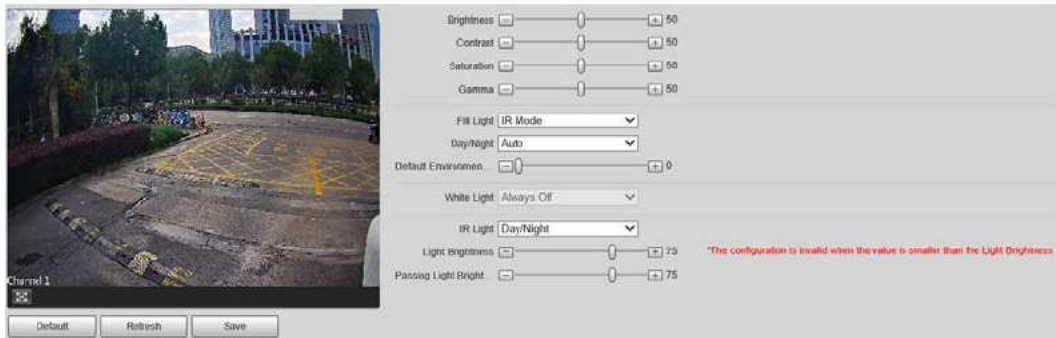 Brightness 50
Contrast 50
Saturation 50
Gamma 50
Fill Light IR Mode
Day/Night Auto
Default Environmen... 0
White Light Always Off
IR Light Day/Night
Light Brightness 75 *The configuration is invalid when the value is smaller than the Light Brightness
Passing Light Bright... 75
Channel 1
Default Refresh Save